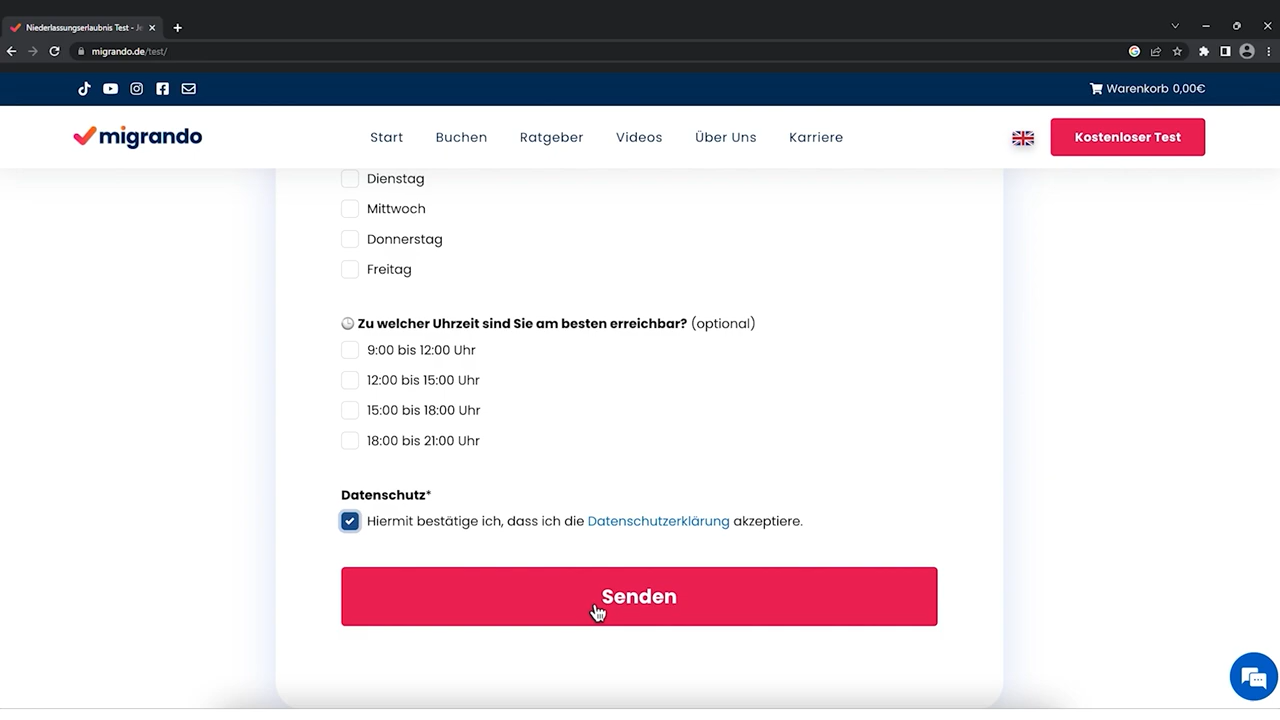 Niederlassungserlaubnis Test - Je
migrando.de/test/
Warenkorb 0,00€
migrando
Start Buchen Ratgeber Videos Über Uns Karriere
Kostenloser Test
Dienstag
Mittwoch
Donnerstag
Freitag
Zu welcher Uhrzeit sind Sie am besten erreichbar? (optional)
9:00 bis 12:00 Uhr
12:00 bis 15:00 Uhr
15:00 bis 18:00 Uhr
18:00 bis 21:00 Uhr
Datenschutz*
Hiermit bestätige ich, dass ich die Datenschutzerklärung akzeptiere.
Senden